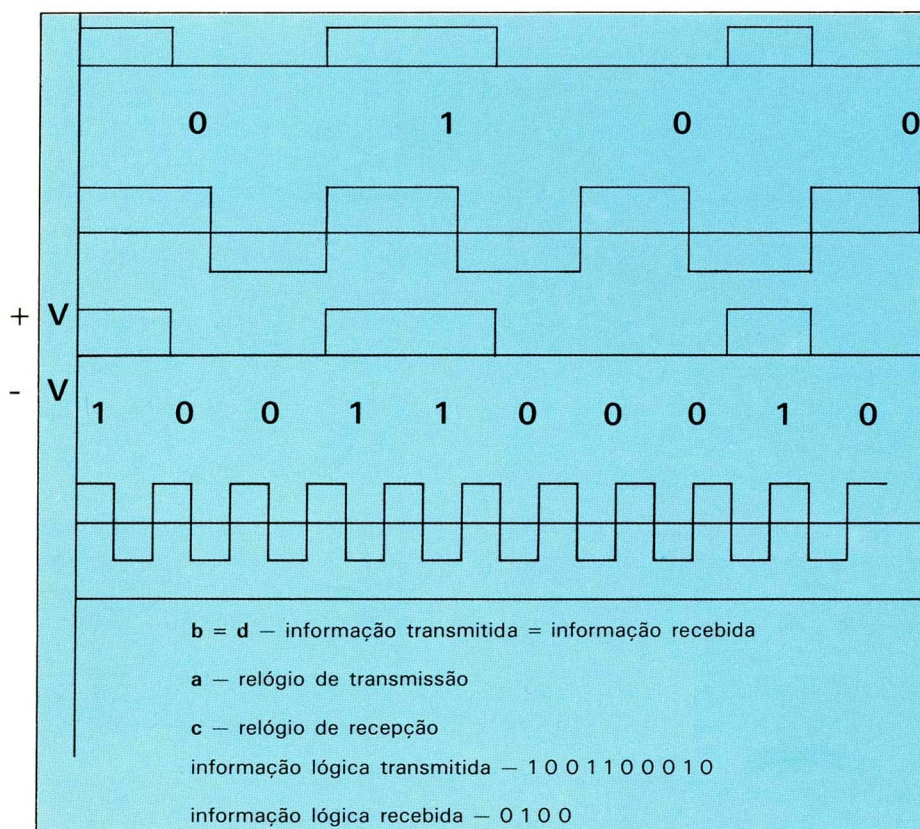 0 1 0 0
+ V
- V
1 0 0 1 1 0 0 0 1 0
b = d — informação transmitida = informação recebida
a — relógio de transmissão
c — relógio de recepção
informação lógica transmitida — 1 0 0 1 1 0 0 0 1 0
informação lógica recebida — 0 1 0 0